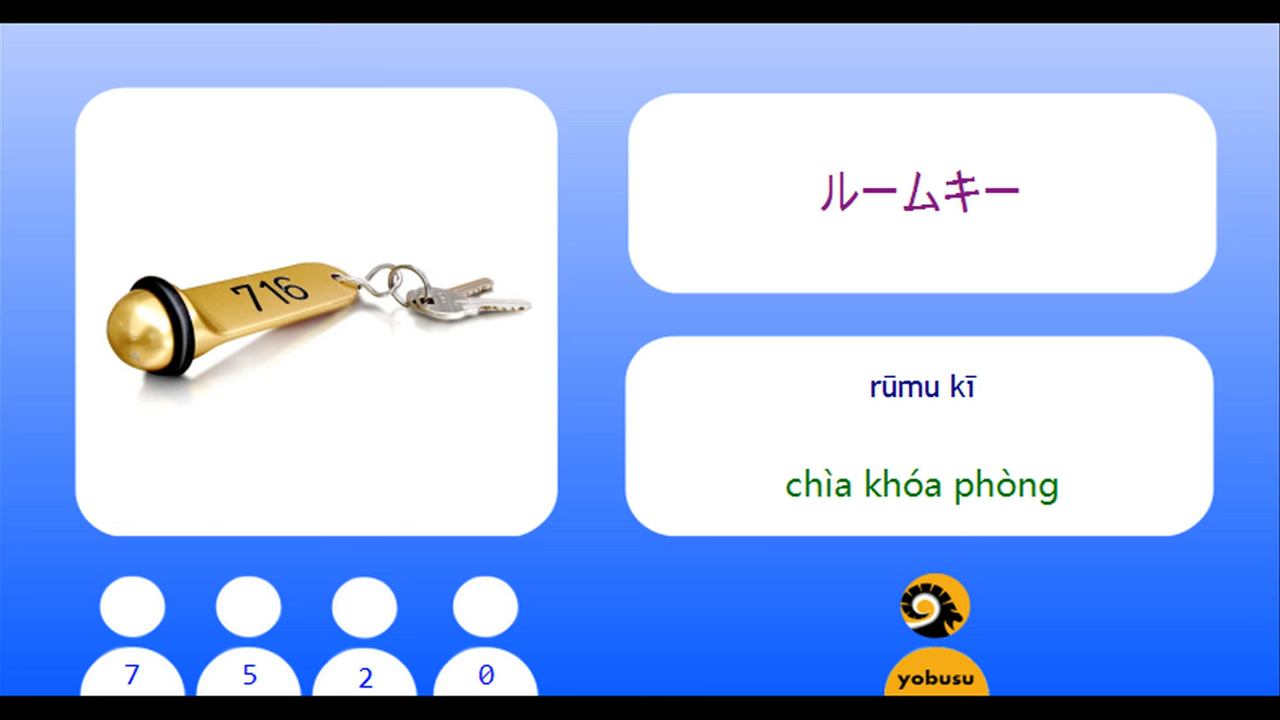 716
ルームキー
rūmu kī
chìa khóa phòng
7 5 2 0
yobusu